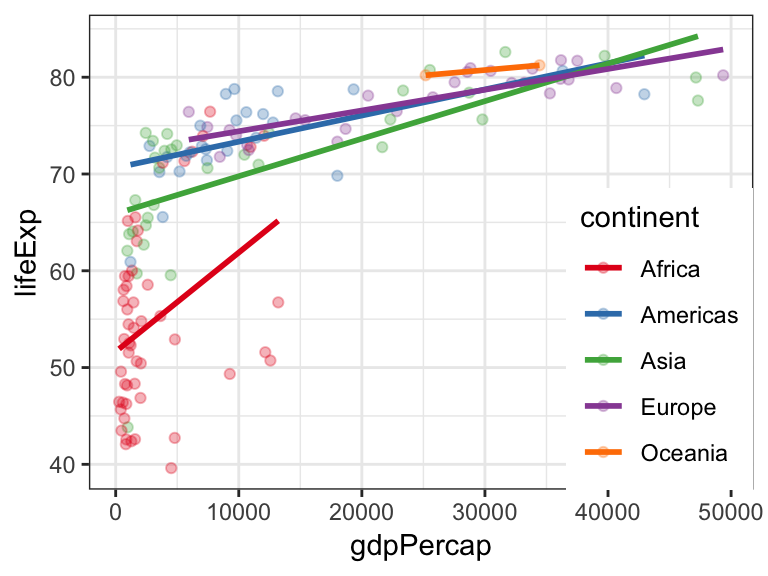 80
70
60
50
40
lifeExp
continent
Africa
Americas
Asia
Europe
Oceania
0 10000 20000 30000 40000 50000
gdpPercap